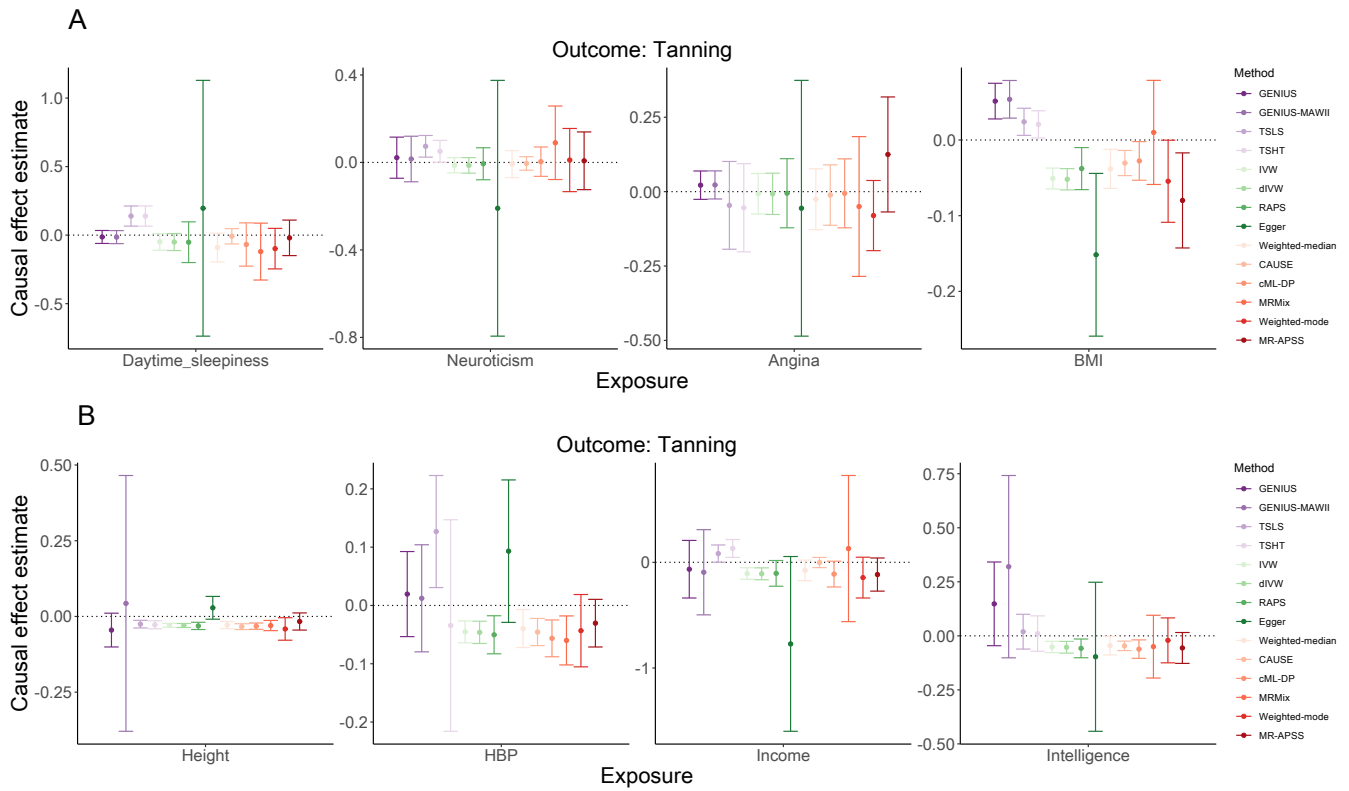 A
Outcome: Tanning
Causal effect estimate
1.0
0.5
0.0
-0.5
Daytime_sleepiness
0.4
0.0
-0.4
-0.8
Neuroticism
0.25
0.00
-0.25
-0.50
Angina
0.0
-0.1
-0.2
BMI
Exposure
Method
GENIUS
GENIUS-MAWII
TSLS
TSHT
IVW
dIVW
RAPS
Egger
Weighted-median
CAUSE
cML-DP
MRMix
Weighted-mode
MR-APSS
B
Outcome: Tanning
Causal effect estimate
0.50
0.25
0.00
-0.25
Height
0.2
0.1
0.0
-0.1
-0.2
HBP
0
-1
Income
0.75
0.50
0.25
0.00
-0.25
-0.50
Intelligence
Exposure
Method
GENIUS
GENIUS-MAWII
TSLS
TSHT
IVW
dIVW
RAPS
Egger
Weighted-median
CAUSE
cML-DP
MRMix
Weighted-mode
MR-APSS